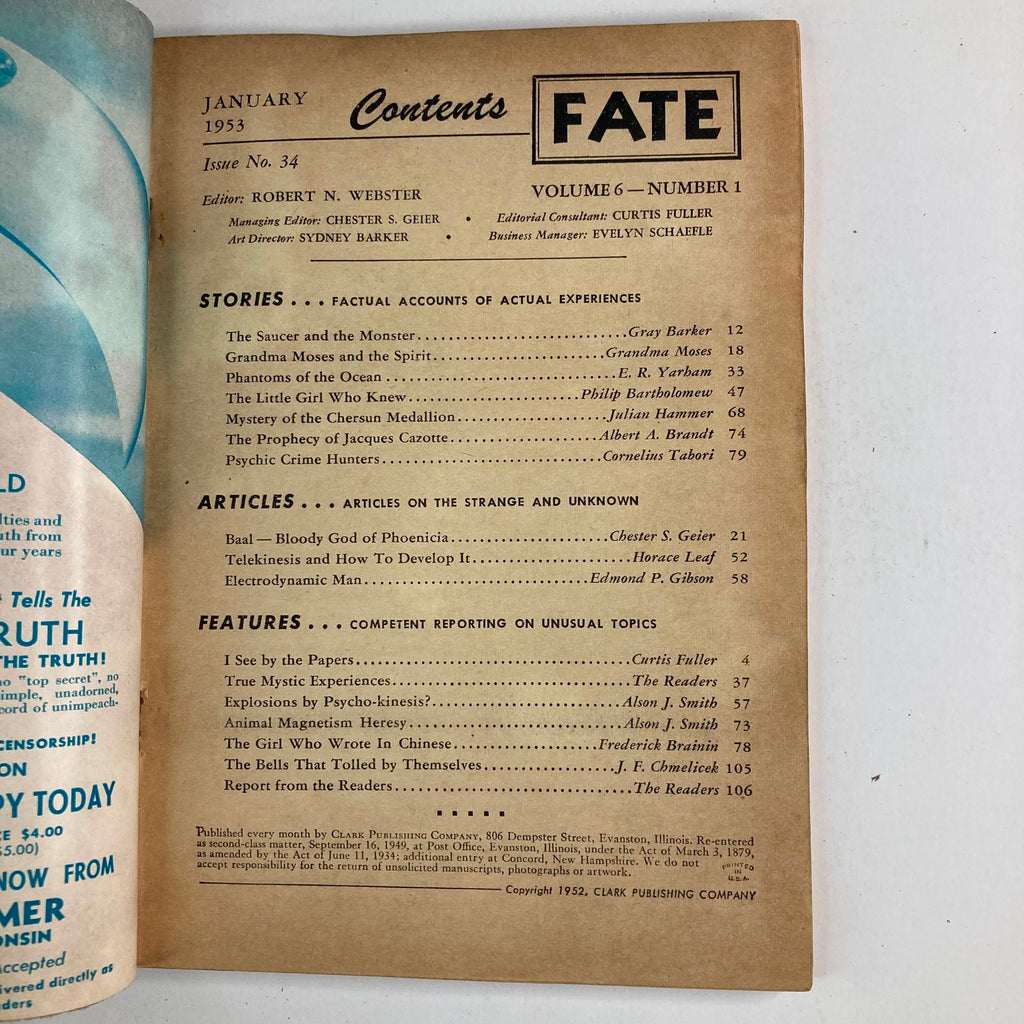 LD
lties and
uth from
ur years
Tells The
RUTH
THE TRUTH!
no "top secret", no
imple, unadorned,
cord of unimpeach-
CENSORSHIP!
ON
PY TODAY
CE $4.00
$5.00)
NOW FROM
MER
ONSIN
Accepted
ivered directly as
ders
JANUARY
1953
Contents
FATE
Issue No. 34
VOLUME 6 — NUMBER 1
Editor: ROBERT N. WEBSTER
Managing Editor: CHESTER S. GEIER • Editorial Consultant: CURTIS FULLER
Art Director: SYDNEY BARKER • Business Manager: EVELYN SCHAEFLE
STORIES . . . FACTUAL ACCOUNTS OF ACTUAL EXPERIENCES
The Saucer and the Monster..............................Gray Barker 12
Grandma Moses and the Spirit.........................Grandma Moses 18
Phantoms of the Ocean .................................E. R. Yarham 33
The Little Girl Who Knew.........................Philip Bartholomew 47
Mystery of the Chersun Medallion......................Julian Hammer 68
The Prophecy of Jacques Cazotte......................Albert A. Brandt 74
Psychic Crime Hunters................................Cornelius Tabori 79
ARTICLES . . . ARTICLES ON THE STRANGE AND UNKNOWN
Baal — Bloody God of Phoenicia.......................Chester S. Geier 21
Telekinesis and How To Develop It.......................Horace Leaf 52
Electrodynamic Man.................................Edmond P. Gibson 58
FEATURES . . . COMPETENT REPORTING ON UNUSUAL TOPICS
I See by the Papers........................................Curtis Fuller 4
True Mystic Experiences...................................The Readers 37
Explosions by Psycho-kinesis?...........................Alson J. Smith 57
Animal Magnetism Heresy...............................Alson J. Smith 73
The Girl Who Wrote In Chinese.....................Frederick Brainin 78
The Bells That Tolled by Themselves...................J. F. Chmelicek 105
Report from the Readers...................................The Readers 106
Published every month by CLARK PUBLISHING COMPANY, 806 Dempster Street, Evanston, Illinois. Re-entered
as second-class matter, September 16, 1949, at Post Office, Evanston, Illinois, under the Act of March 3, 1879,
as amended by the Act of June 11, 1934; additional entry at Concord, New Hampshire. We do not
accept responsibility for the return of unsolicited manuscripts, photographs or artwork.
PRINTED
IN
U.S.A.
Copyright 1952, CLARK PUBLISHING COMPANY